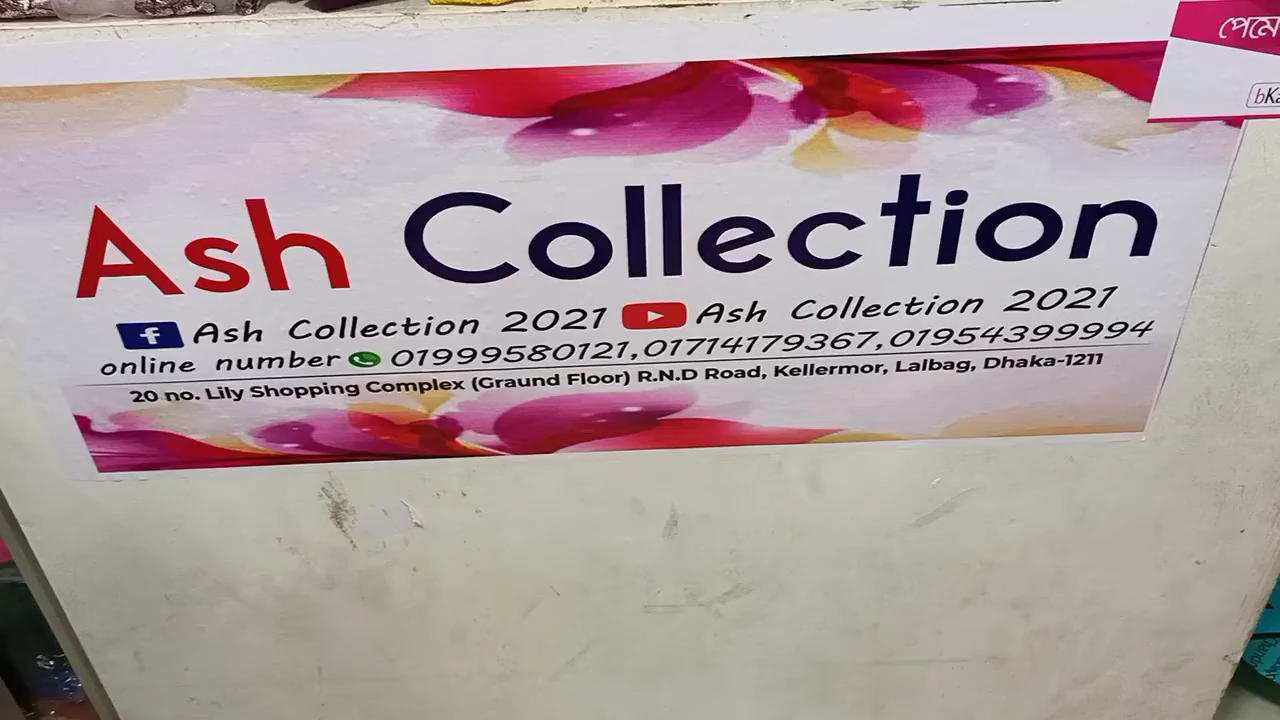 Ash Collection
Ash Collection 2021 Ash Collection 2021
online number 01999580121,01714179367,01954399994
20 no. Lily Shopping Complex (Graund Floor) R.N.D Road, Kellermor, Lalbag, Dhaka-1211